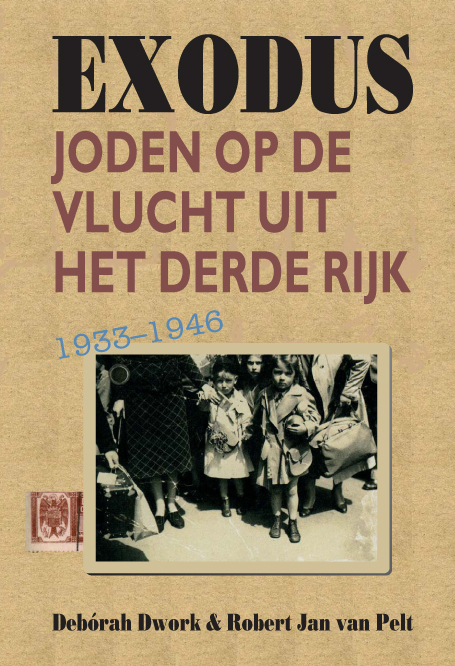 EXODUS
JODEN OP DE
VLUCHT UIT
HET DERDE RIJK
1933–1946
Debórah Dwork & Robert Jan van Pelt